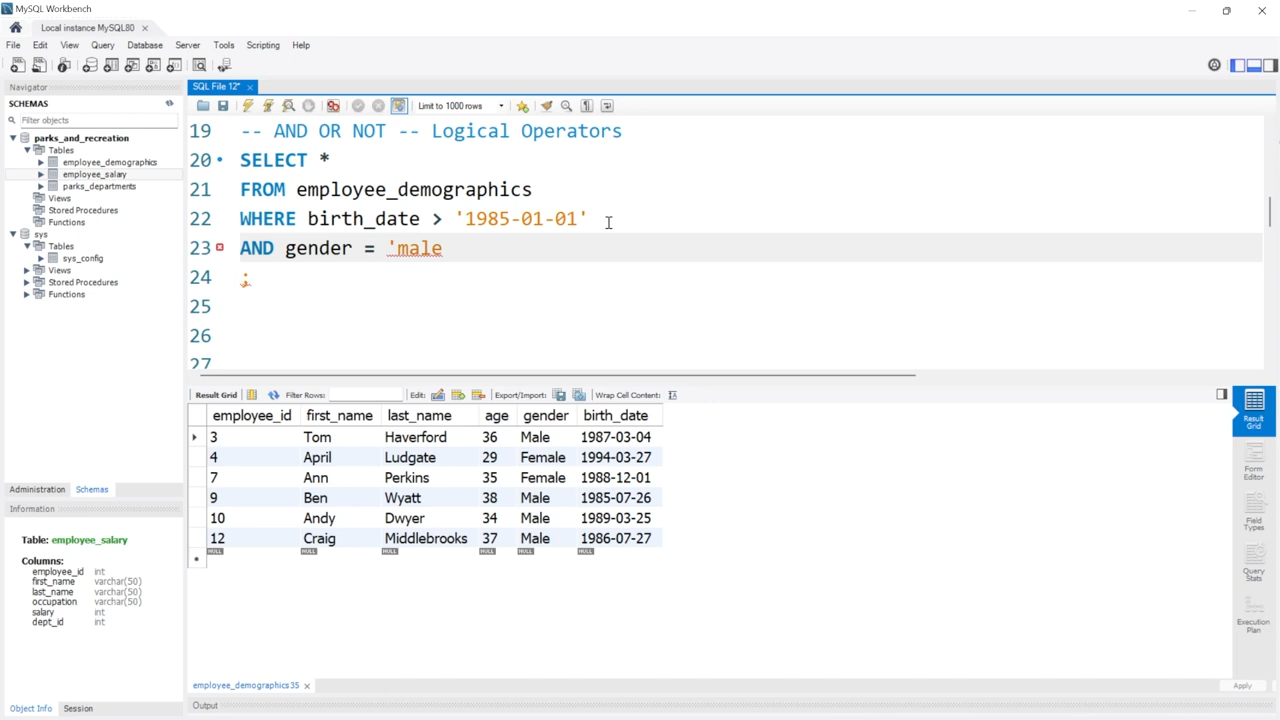 MySQL Workbench
Local instance MySQL80 ×
File Edit View Query Database Server Tools Scripting Help
Navigator
SCHEMAS
Filter objects
parks_and_recreation
Tables
employee_demographics
employee_salary
parks_departments
Views
Stored Procedures
Functions
sys
Tables
sys_config
Views
Stored Procedures
Functions
Administration Schemas
Information
Table: employee_salary
Columns:
employee_id int
first_name varchar(50)
last_name varchar(50)
occupation varchar(50)
salary int
dept_id int
Object Info Session
SQL File 12* ×
Limit to 1000 rows
19 -- AND OR NOT -- Logical Operators
20 SELECT *
21 FROM employee_demographics
22 WHERE birth_date > '1985-01-01'
23 AND gender = 'male
24 ;
25
26
27
Result Grid Filter Rows: Edit: Export/Import: Wrap Cell Content:
employee_id first_name last_name age gender birth_date
3 Tom Haverford 36 Male 1987-03-04
4 April Ludgate 29 Female 1994-03-27
7 Ann Perkins 35 Female 1988-12-01
9 Ben Wyatt 38 Male 1985-07-26
10 Andy Dwyer 34 Male 1989-03-25
12 Craig Middlebrooks 37 Male 1986-07-27
NULL NULL NULL NULL NULL NULL
Result
Grid
Form
Editor
Field
Types
Query
Stats
Execution
Plan
employee_demographics 35 ×
Apply
Output